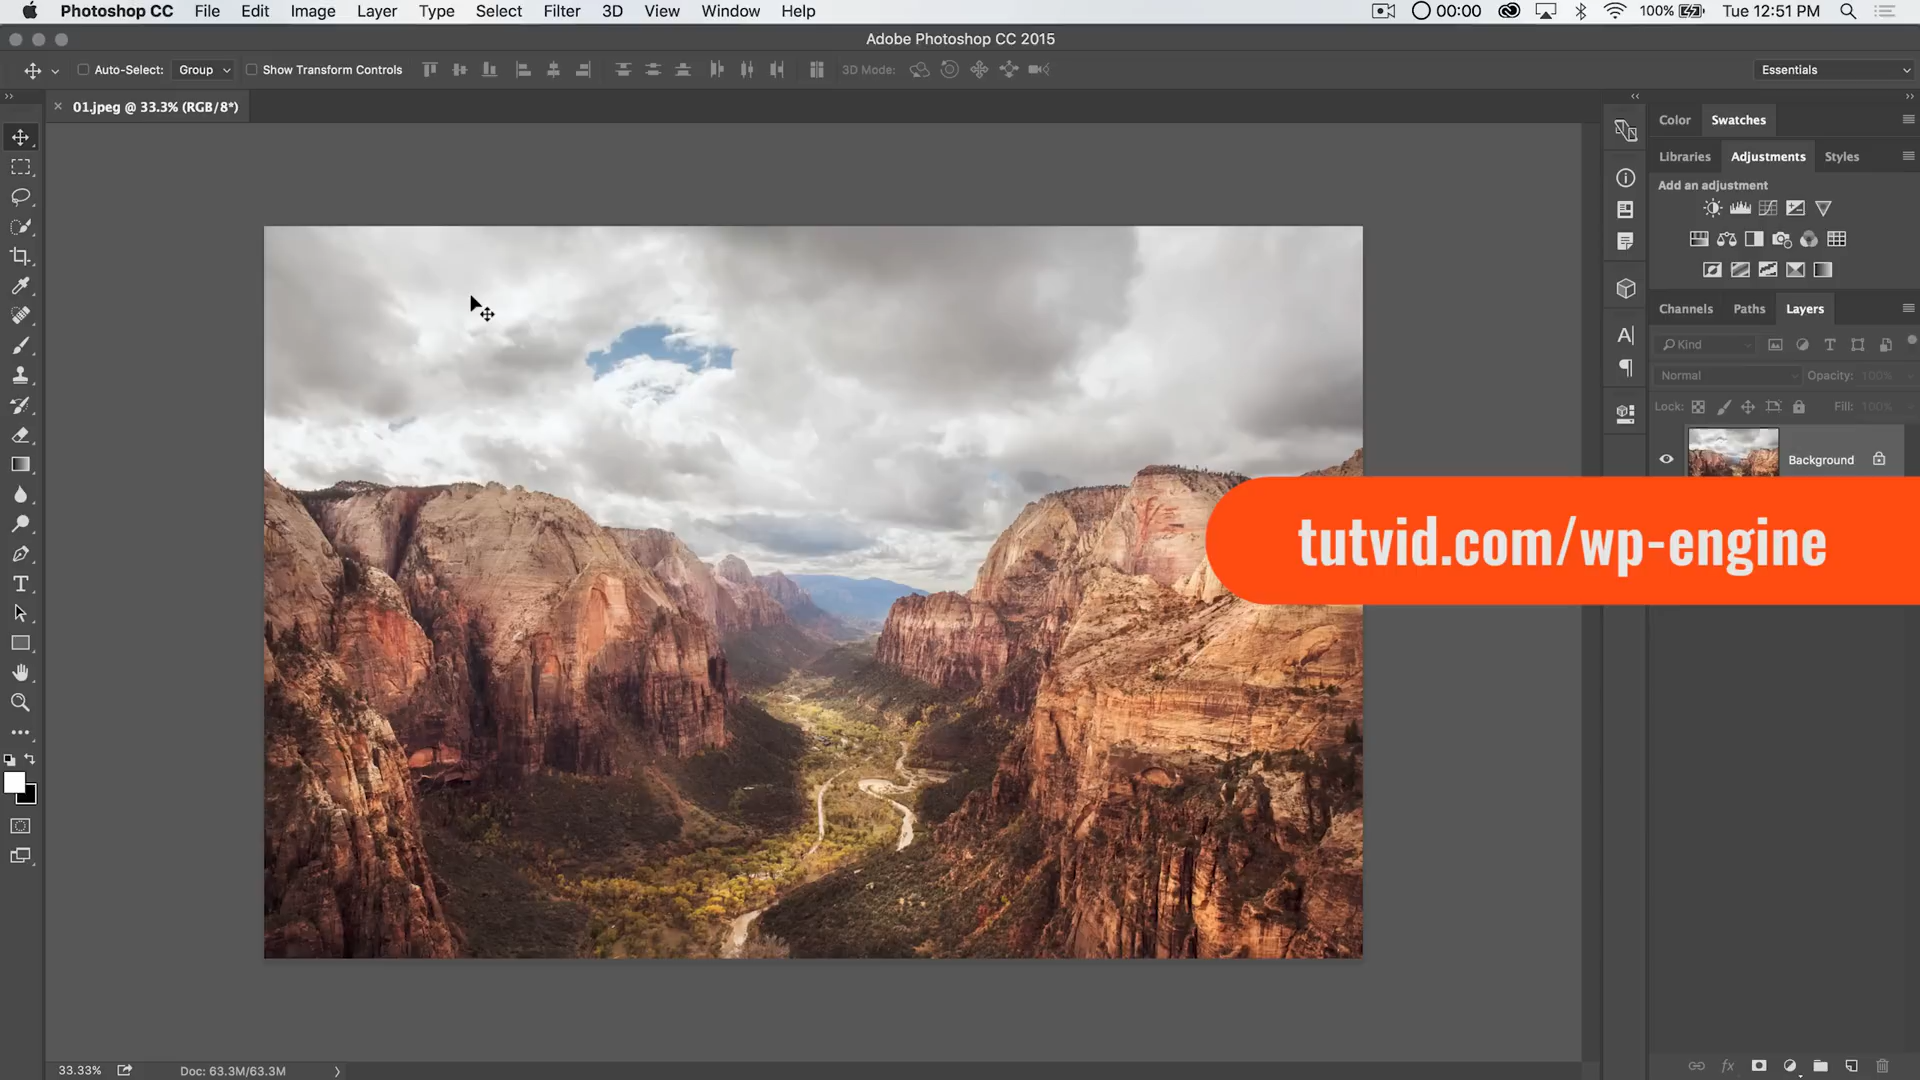 Photoshop CC File Edit Image Layer Type Select Filter 3D View Window Help 00:00 100% Tue 12:51 PM
Adobe Photoshop CC 2015
Auto-Select: Group Show Transform Controls 3D Mode: Essentials
01.jpeg @ 33.3% (RGB/8*)
Color Swatches
Libraries Adjustments Styles
Add an adjustment
Channels Paths Layers
Kind
Normal Opacity: 100%
Lock: Fill: 100%
Background
tutvid.com/wp-engine
33.33% Doc: 63.3M/63.3M